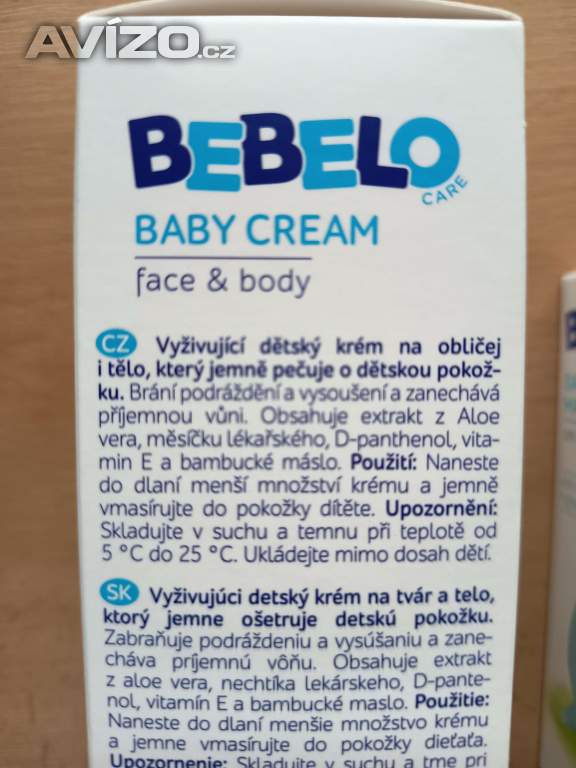 AVÍZO.cz
BEBELO
CARE
BABY CREAM
face & body
CZ Vyživující dětský krém na obličej
i tělo, který jemně pečuje o dětskou pokož-
ku. Brání podráždění a vysoušení a zanechává
příjemnou vůni. Obsahuje extrakt z Aloe
vera, měsíčku lékařského, D-panthenol, vita-
min E a bambucké máslo. Použití: Naneste
do dlaní menší množství krému a jemně
vmasírujte do pokožky dítěte. Upozornění:
Skladujte v suchu a temnu při teplotě od
5 °C do 25 °C. Ukládejte mimo dosah dětí.
SK Vyživujúci detský krém na tvár a telo,
ktorý jemne ošetruje detskú pokožku.
Zabraňuje podráždeniu a vysúšaniu a zane-
cháva príjemnú vôňu. Obsahuje extrakt
z aloe vera, nechtíka lekárskeho, D-pante-
nol, vitamín E a bambucké maslo. Použitie:
Naneste do dlaní menšie množstvo krému
a jemne vmasírujte do pokožky dieťaťa.
Upozornenie: Skladujte v suchu a tme pri